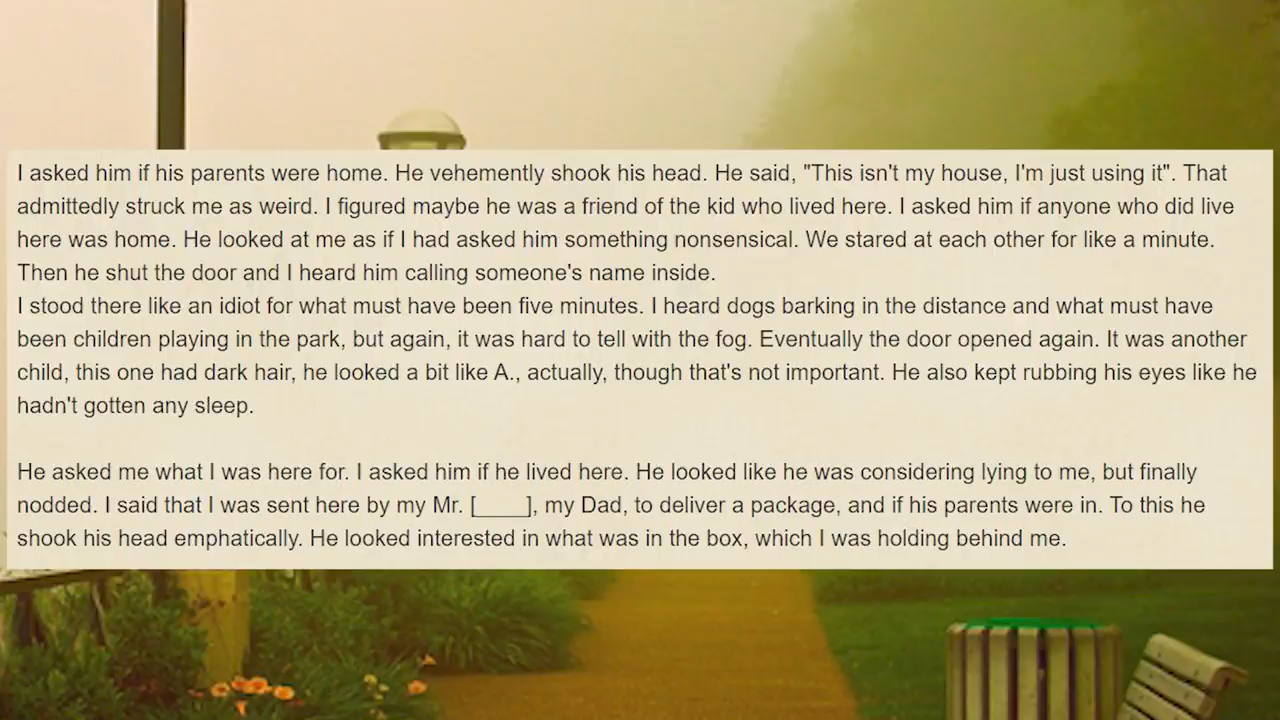 I asked him if his parents were home. He vehemently shook his head. He said, "This isn't my house, I'm just using it". That
admittedly struck me as weird. I figured maybe he was a friend of the kid who lived here. I asked him if anyone who did live
here was home. He looked at me as if I had asked him something nonsensical. We stared at each other for like a minute.
Then he shut the door and I heard him calling someone's name inside.
I stood there like an idiot for what must have been five minutes. I heard dogs barking in the distance and what must have
been children playing in the park, but again, it was hard to tell with the fog. Eventually the door opened again. It was another
child, this one had dark hair, he looked a bit like A., actually, though that's not important. He also kept rubbing his eyes like he
hadn't gotten any sleep.
He asked me what I was here for. I asked him if he lived here. He looked like he was considering lying to me, but finally
nodded. I said that I was sent here by my Mr. [____], my Dad, to deliver a package, and if his parents were in. To this he
shook his head emphatically. He looked interested in what was in the box, which I was holding behind me.